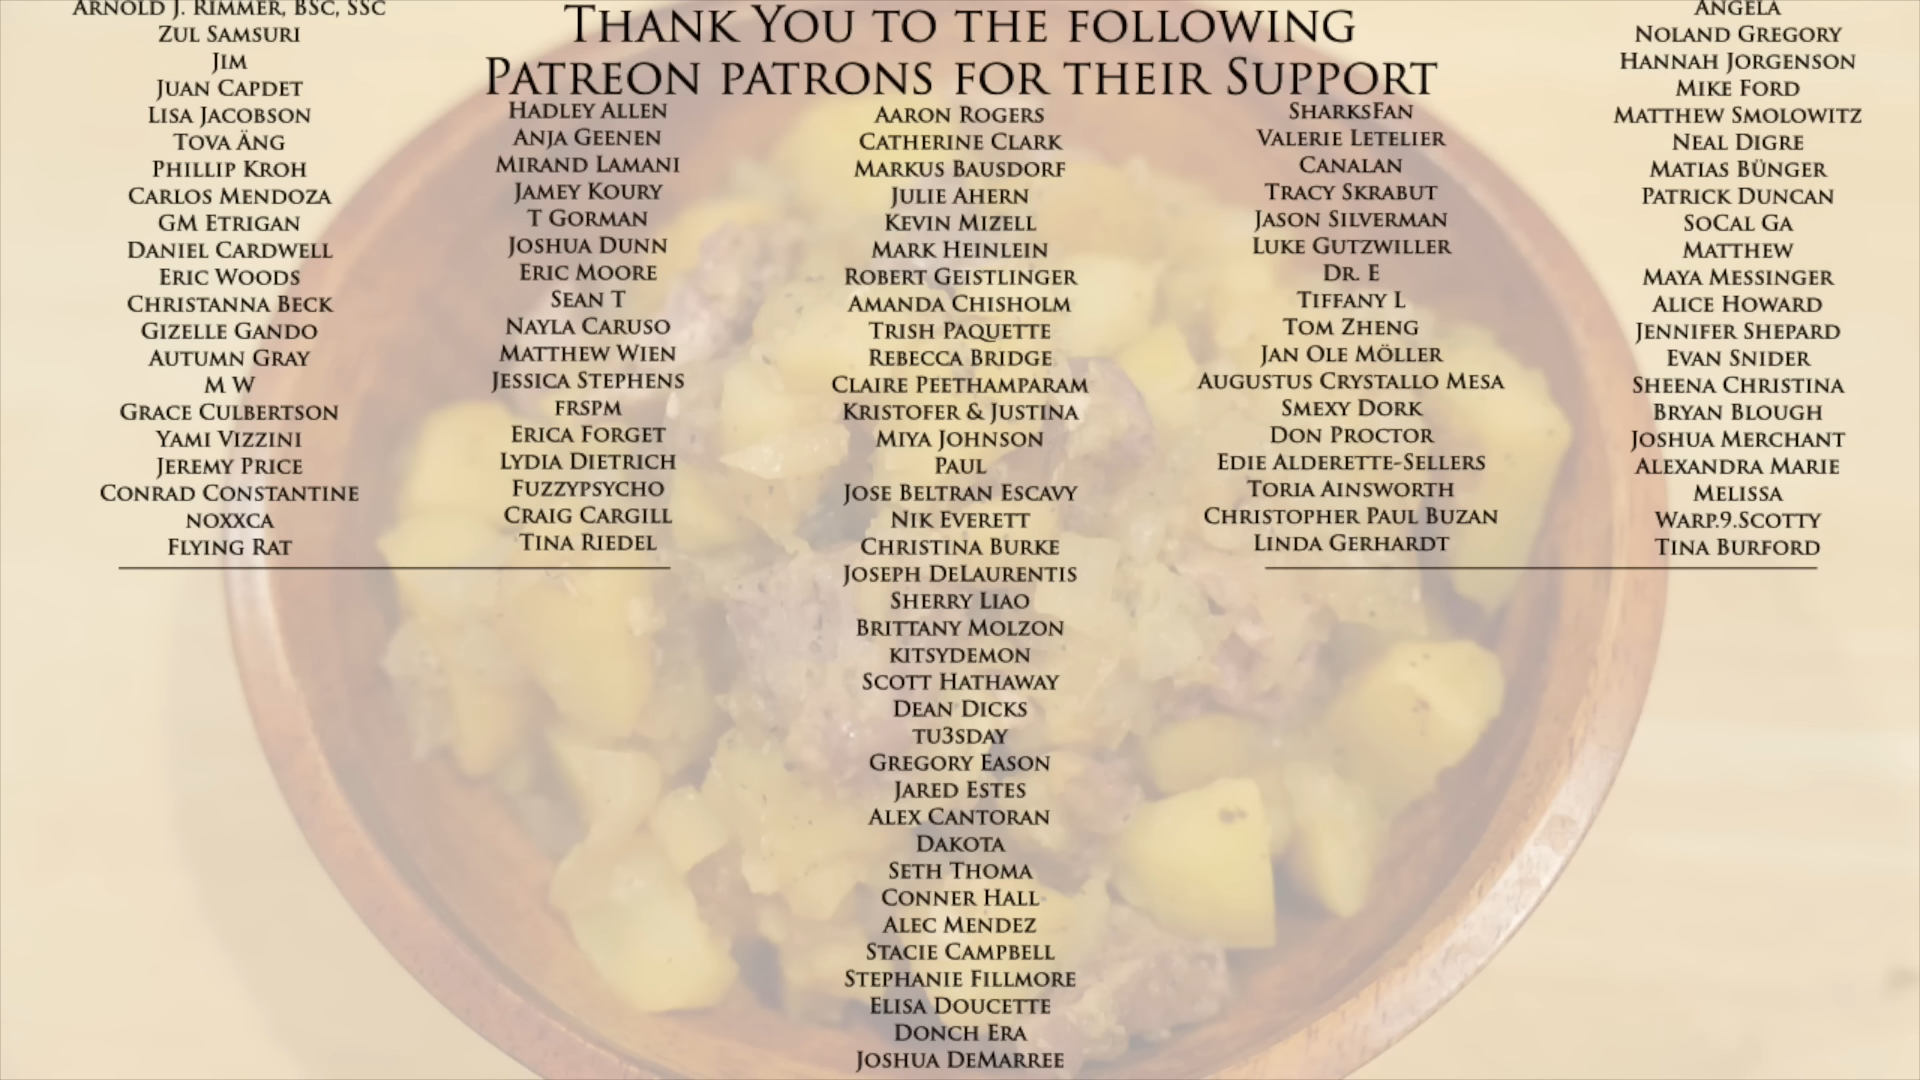 Thank You to the following
Patreon patrons for their Support
Arnold J. Rimmer, BSc, SSc
Zul Samsuri
Jim
Juan Capdet
Lisa Jacobson
Tova Äng
Phillip Kroh
Carlos Mendoza
GM Etrigan
Daniel Cardwell
Eric Woods
Christanna Beck
Gizelle Gando
Autumn Gray
M W
Grace Culbertson
Yami Vizzini
Jeremy Price
Conrad Constantine
noxxca
Flying Rat
Hadley Allen
Anja Geenen
Mirand Lamani
Jamey Koury
T Gorman
Joshua Dunn
Eric Moore
Sean T
Nayla Caruso
Matthew Wien
Jessica Stephens
frspm
Erica Forget
Lydia Dietrich
Fuzzypsycho
Craig Cargill
Tina Riedel
Aaron Rogers
Catherine Clark
Markus Bausdorf
Julie Ahern
Kevin Mizell
Mark Heinlein
Robert Geistlinger
Amanda Chisholm
Trish Paquette
Rebecca Bridge
Claire Peethamparam
Kristofer & Justina
Miya Johnson
Paul
Jose Beltran Escavy
Nik Everett
Christina Burke
Joseph DeLaurentis
Sherry Liao
Brittany Molzon
kitsydemon
Scott Hathaway
Dean Dicks
tu3sday
Gregory Eason
Jared Estes
Alex Cantoran
Dakota
Seth Thoma
Conner Hall
Alec Mendez
Stacie Campbell
Stephanie Fillmore
Elisa Doucette
Donch Era
Joshua DeMarree
SharksFan
Valerie Letelier
Canalan
Tracy Skrabut
Jason Silverman
Luke Gutzwiller
Dr. E
Tiffany L
Tom Zheng
Jan Ole Möller
Augustus Crystallo Mesa
Smexy Dork
Don Proctor
Edie Alderette-Sellers
Toria Ainsworth
Christopher Paul Buzan
Linda Gerhardt
Angela
Noland Gregory
Hannah Jorgenson
Mike Ford
Matthew Smolowitz
Neal Digre
Matias Bünger
Patrick Duncan
SoCal Ga
Matthew
Maya Messinger
Alice Howard
Jennifer Shepard
Evan Snider
Sheena Christina
Bryan Blough
Joshua Merchant
Alexandra Marie
Melissa
Warp.9.Scotty
Tina Burford